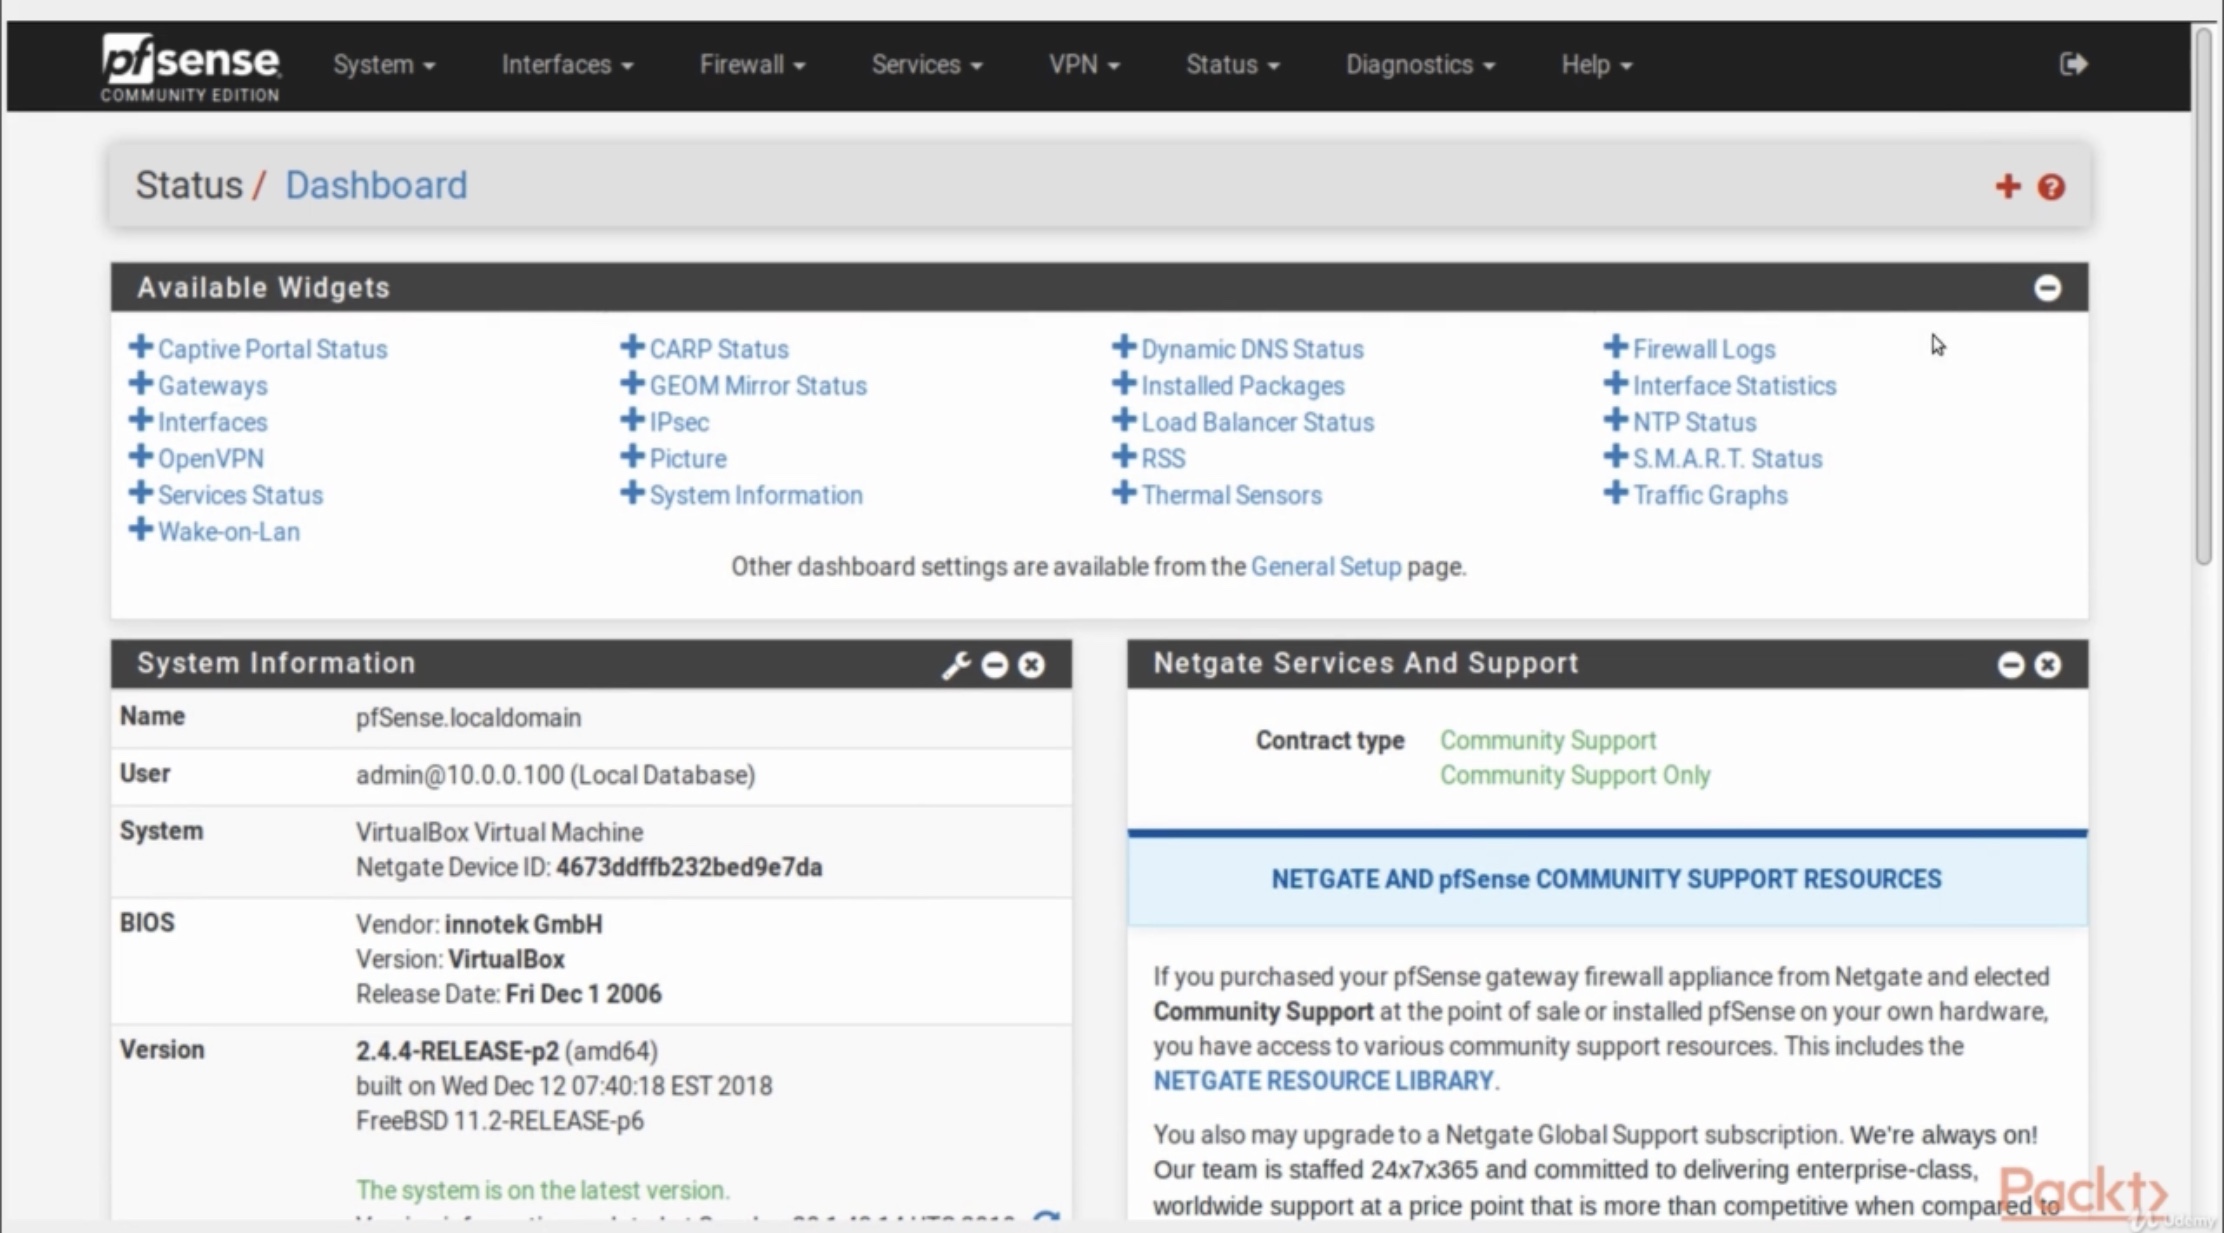 pfsense
COMMUNITY EDITION
System Interfaces Firewall Services VPN Status Diagnostics Help
Status / Dashboard
Available Widgets
Captive Portal Status CARP Status Dynamic DNS Status Firewall Logs
Gateways GEOM Mirror Status Installed Packages Interface Statistics
Interfaces IPsec Load Balancer Status NTP Status
OpenVPN Picture RSS S.M.A.R.T. Status
Services Status System Information Thermal Sensors Traffic Graphs
Wake-on-Lan
Other dashboard settings are available from the General Setup page.
System Information
Name pfSense.localdomain
User admin@10.0.0.100 (Local Database)
System VirtualBox Virtual Machine
Netgate Device ID: 4673ddffb232bed9e7da
BIOS Vendor: innotek GmbH
Version: VirtualBox
Release Date: Fri Dec 1 2006
Version 2.4.4-RELEASE-p2 (amd64)
built on Wed Dec 12 07:40:18 EST 2018
FreeBSD 11.2-RELEASE-p6
The system is on the latest version.
Netgate Services And Support
Contract type Community Support
Community Support Only
NETGATE AND pfSense COMMUNITY SUPPORT RESOURCES
If you purchased your pfSense gateway firewall appliance from Netgate and elected
Community Support at the point of sale or installed pfSense on your own hardware,
you have access to various community support resources. This includes the
NETGATE RESOURCE LIBRARY.
You also may upgrade to a Netgate Global Support subscription. We're always on!
Our team is staffed 24x7x365 and committed to delivering enterprise-class,
worldwide support at a price point that is more than competitive when compared to
Packt
Udemy